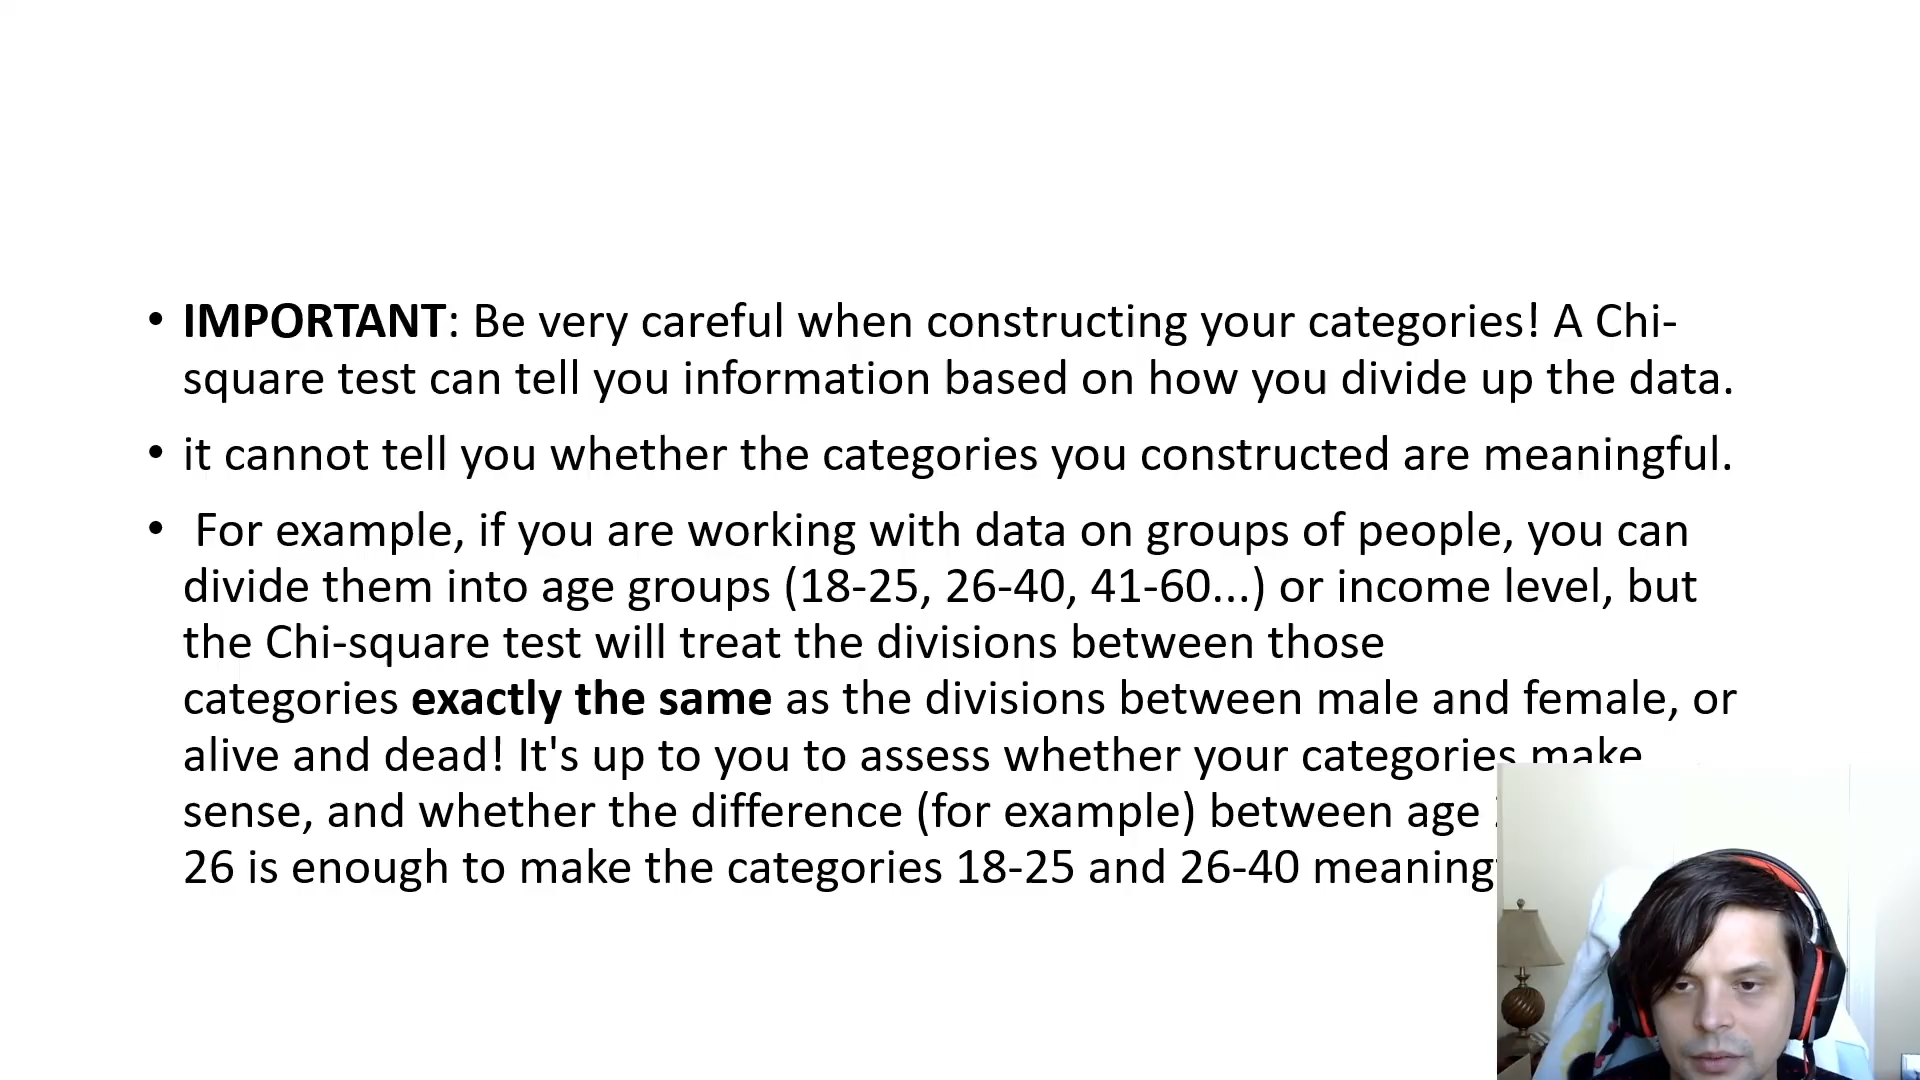 • IMPORTANT: Be very careful when constructing your categories! A Chi-
square test can tell you information based on how you divide up the data.
• it cannot tell you whether the categories you constructed are meaningful.
• For example, if you are working with data on groups of people, you can
divide them into age groups (18-25, 26-40, 41-60...) or income level, but
the Chi-square test will treat the divisions between those
categories exactly the same as the divisions between male and female, or
alive and dead! It's up to you to assess whether your categories make
sense, and whether the difference (for example) between age
26 is enough to make the categories 18-25 and 26-40